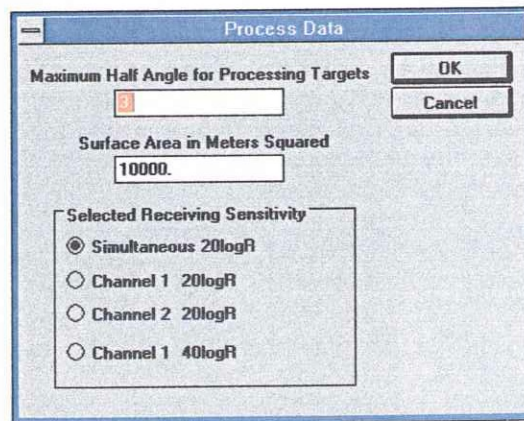 Process Data
Maximum Half Angle for Processing Targets
3
OK
Cancel
Surface Area in Meters Squared
10000.
Selected Receiving Sensitivity
Simultaneous 20logR
Channel 1 20logR
Channel 2 20logR
Channel 1 40logR